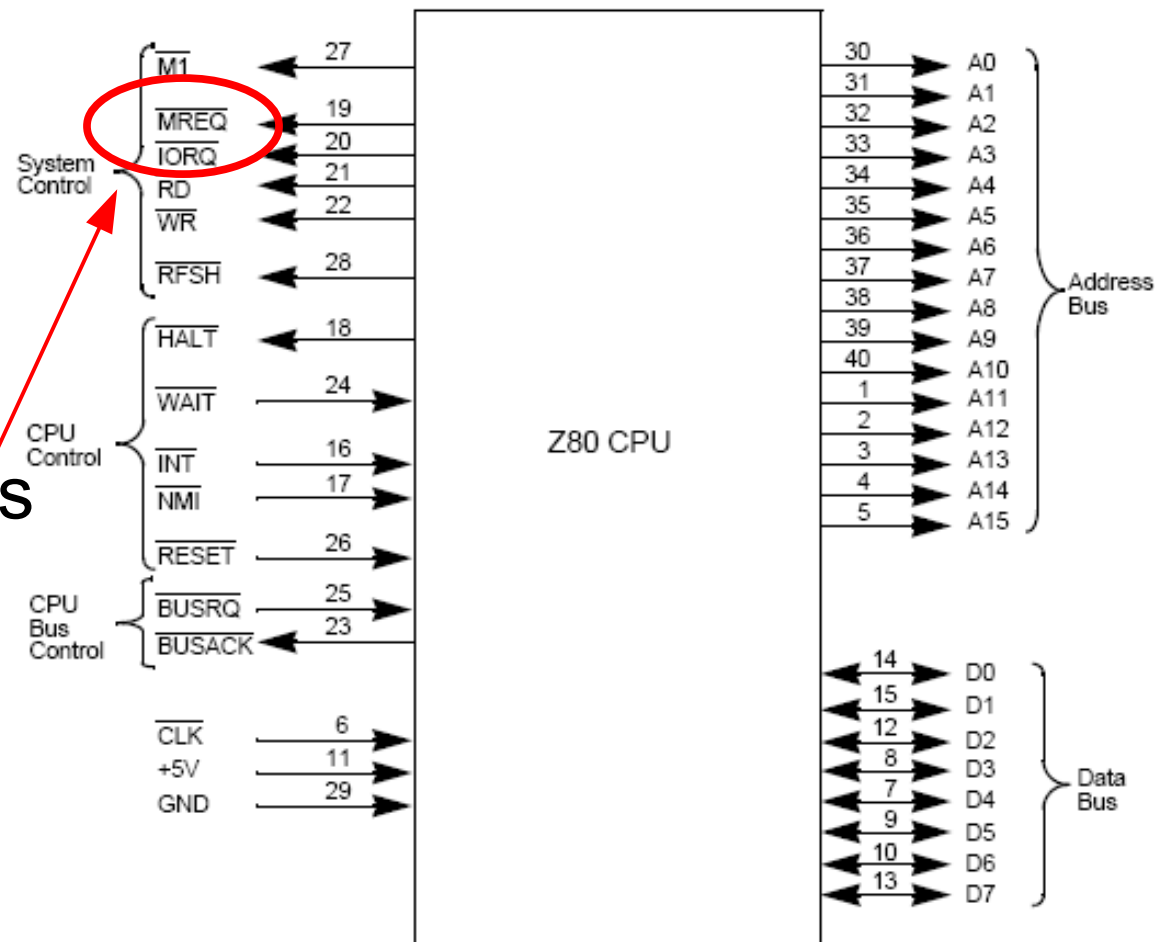 M1 27
MREQ 19
IORQ 20
System Control
RD 21
WR 22
RFSH 28
HALT 18
WAIT 24
CPU Control
INT 16
NMI 17
s
RESET 26
CPU Bus Control
BUSRQ 25
BUSACK 23
CLK 6
+5V 11
GND 29
Z80 CPU
30 A0
31 A1
32 A2
33 A3
34 A4
35 A5
36 A6
37 A7
38 A8
39 A9
40 A10
1 A11
2 A12
3 A13
4 A14
5 A15
Address
Bus
14 D0
15 D1
12 D2
8 D3
7 D4
9 D5
10 D6
13 D7
Data
Bus